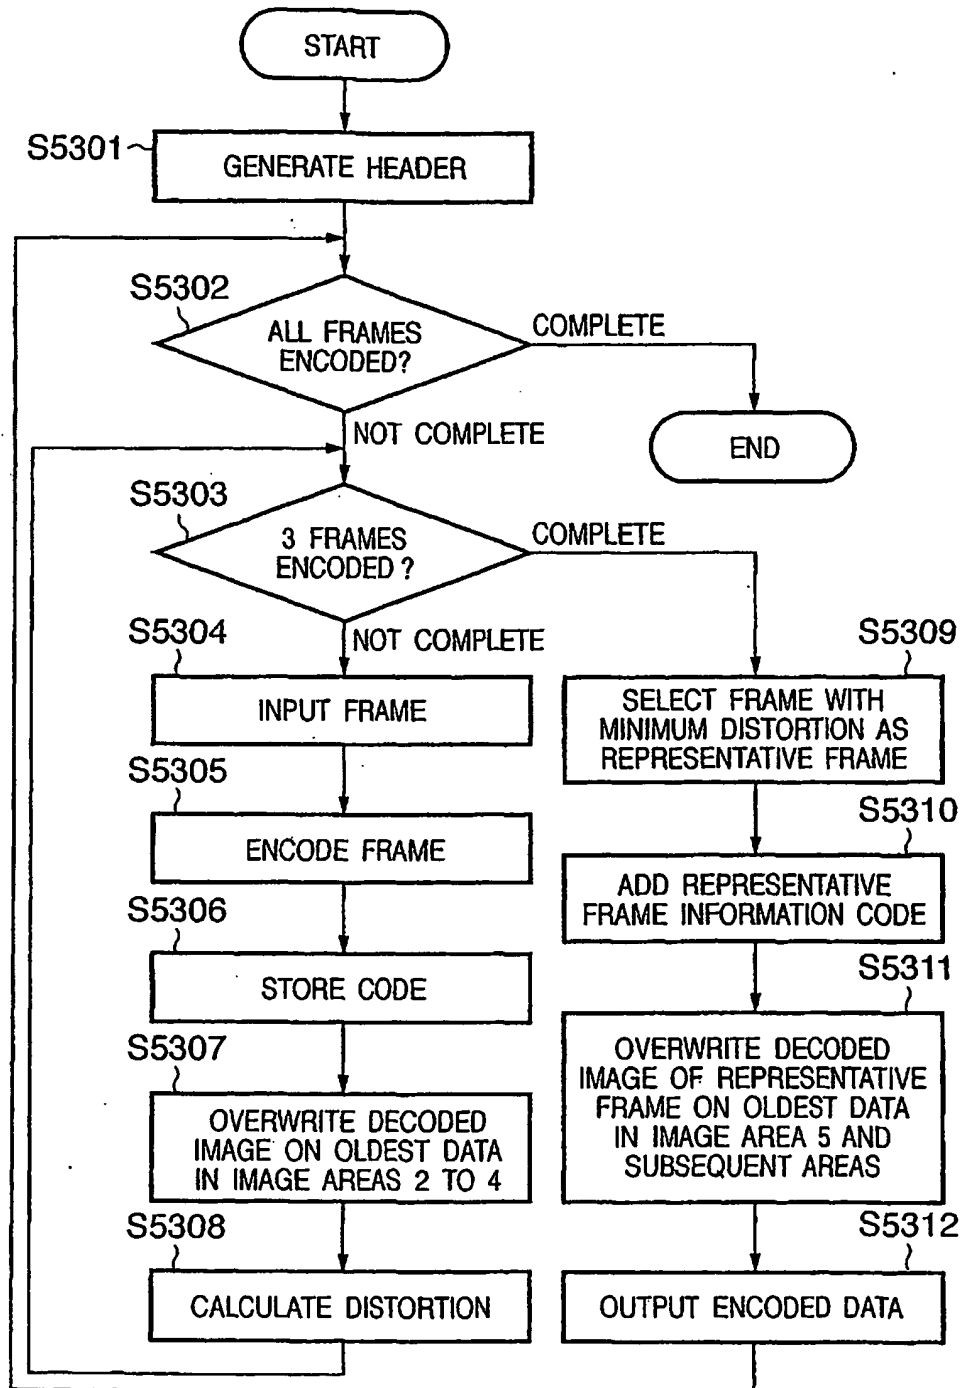 START
S5301
GENERATE HEADER
S5302
ALL FRAMES
ENCODED?
COMPLETE
NOT COMPLETE
END
S5303
3 FRAMES
ENCODED ?
COMPLETE
NOT COMPLETE
S5304
INPUT FRAME
S5305
ENCODE FRAME
S5306
STORE CODE
S5307
OVERWRITE DECODED
IMAGE ON OLDEST DATA
IN IMAGE AREAS 2 TO 4
S5308
CALCULATE DISTORTION
S5309
SELECT FRAME WITH
MINIMUM DISTORTION AS
REPRESENTATIVE FRAME
S5310
ADD REPRESENTATIVE
FRAME INFORMATION CODE
S5311
OVERWRITE DECODED
IMAGE OF REPRESENTATIVE
FRAME ON OLDEST DATA
IN IMAGE AREA 5 AND
SUBSEQUENT AREAS
S5312
OUTPUT ENCODED DATA